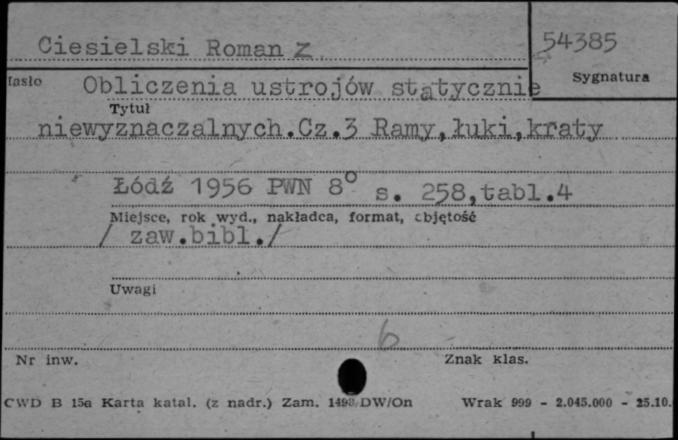 Ciesielski Roman Z.
54385
Hasło
Sygnatura
Obliczenia ustrojów statycznie
Tytuł
niewyznaczalnych.Cz.3 Ramy,łuki,kraty
Łódź 1956 PWN 8° s. 258,tabl.4
Miejsce, rok wyd., nakładca, format, objętość
/ zaw.bibl./
Uwagi
6
Nr inw.
Znak klas.
CWD B 15a Karta katal. (z nadr.) Zam. 1493/DW/On Wrak 999 - 2.045.000 - 25.10.